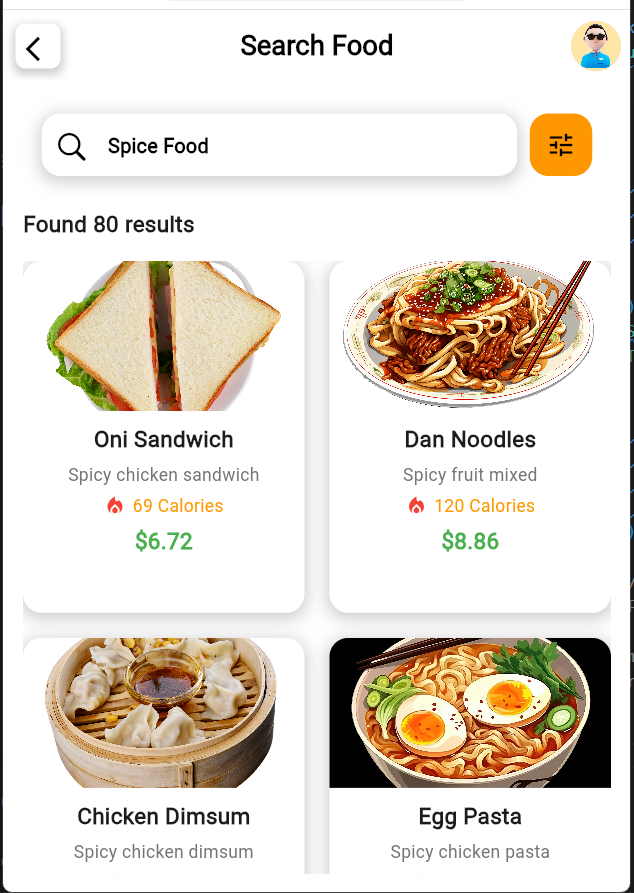 Search Food
Spice Food
Found 80 results
Oni Sandwich
Spicy chicken sandwich
69 Calories
$6.72
Dan Noodles
Spicy fruit mixed
120 Calories
$8.86
Chicken Dimsum
Spicy chicken dimsum
Egg Pasta
Spicy chicken pasta